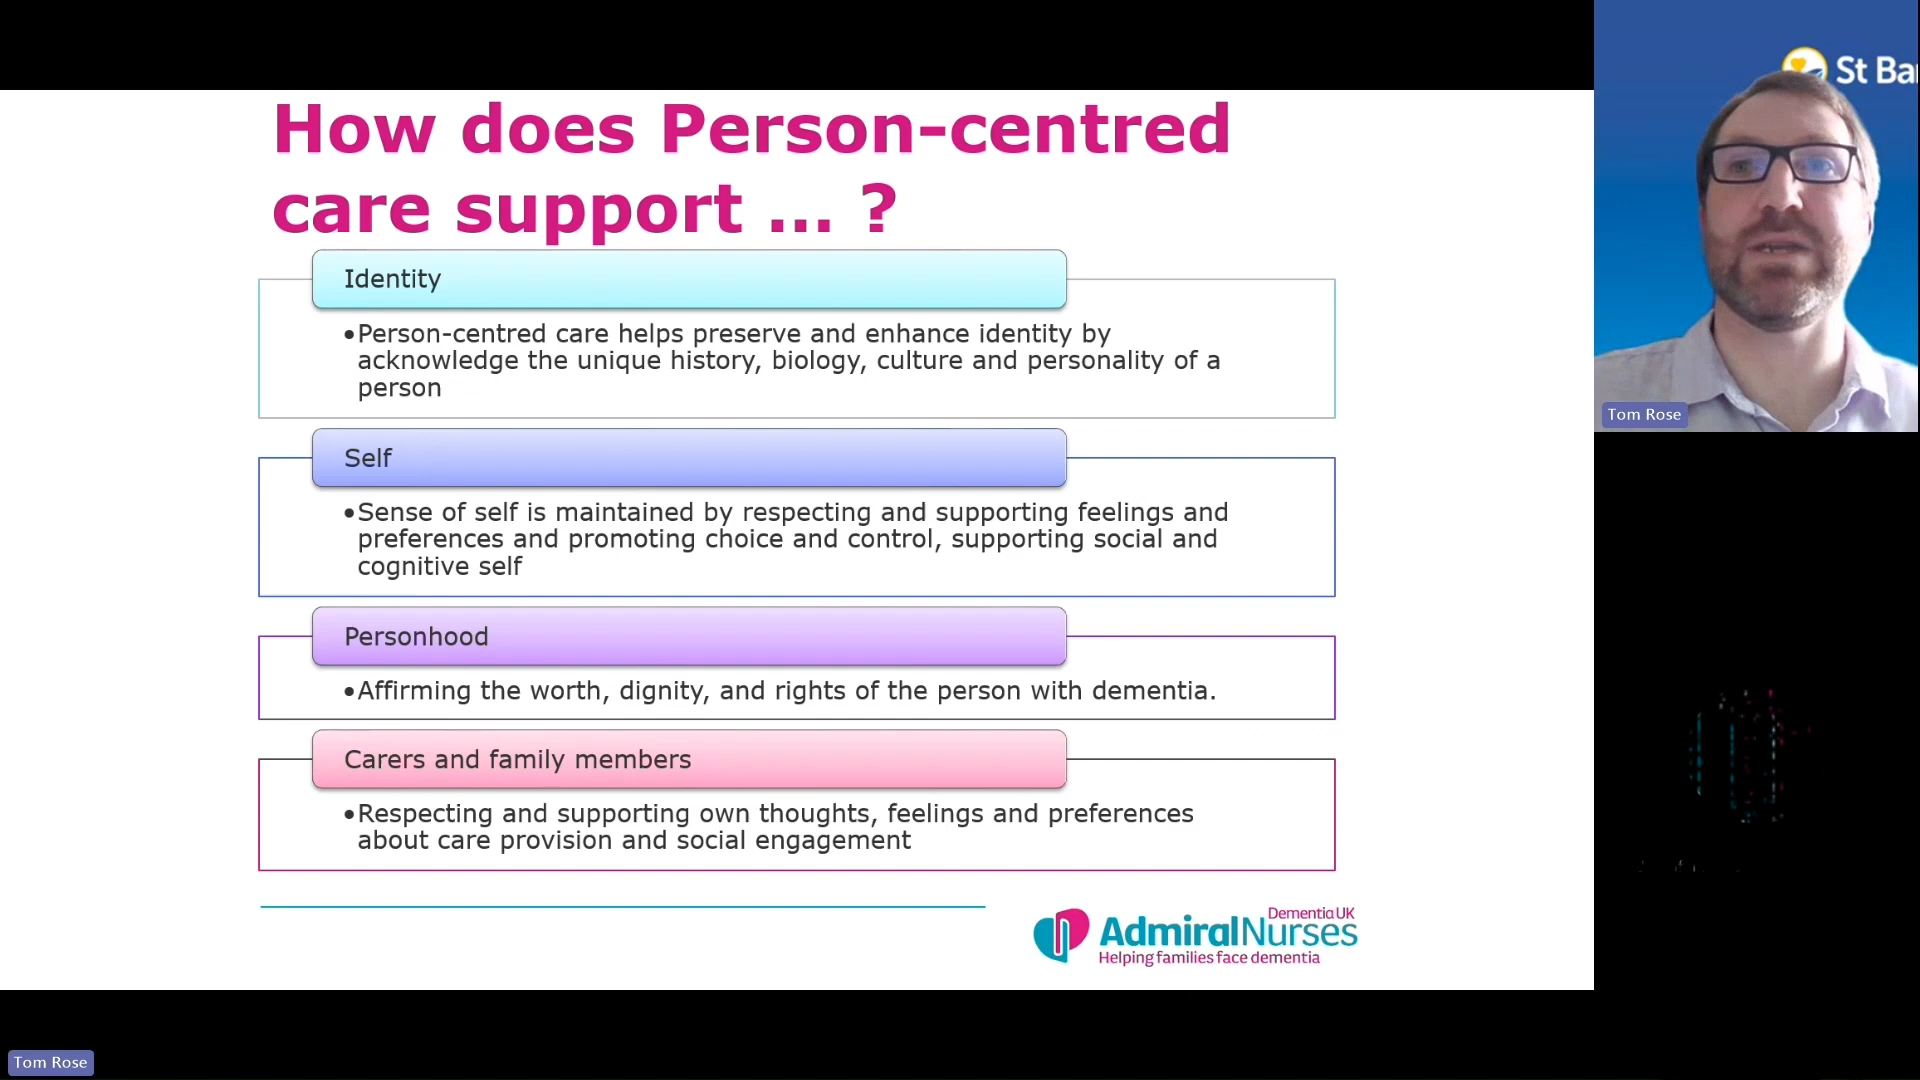 How does Person-centred
care support ... ?
Identity
•Person-centred care helps preserve and enhance identity by
acknowledge the unique history, biology, culture and personality of a
person
Self
•Sense of self is maintained by respecting and supporting feelings and
preferences and promoting choice and control, supporting social and
cognitive self
Personhood
•Affirming the worth, dignity, and rights of the person with dementia.
Carers and family members
•Respecting and supporting own thoughts, feelings and preferences
about care provision and social engagement
Dementia UK
AdmiralNurses
Helping families face dementia
St Bar
Tom Rose
Tom Rose